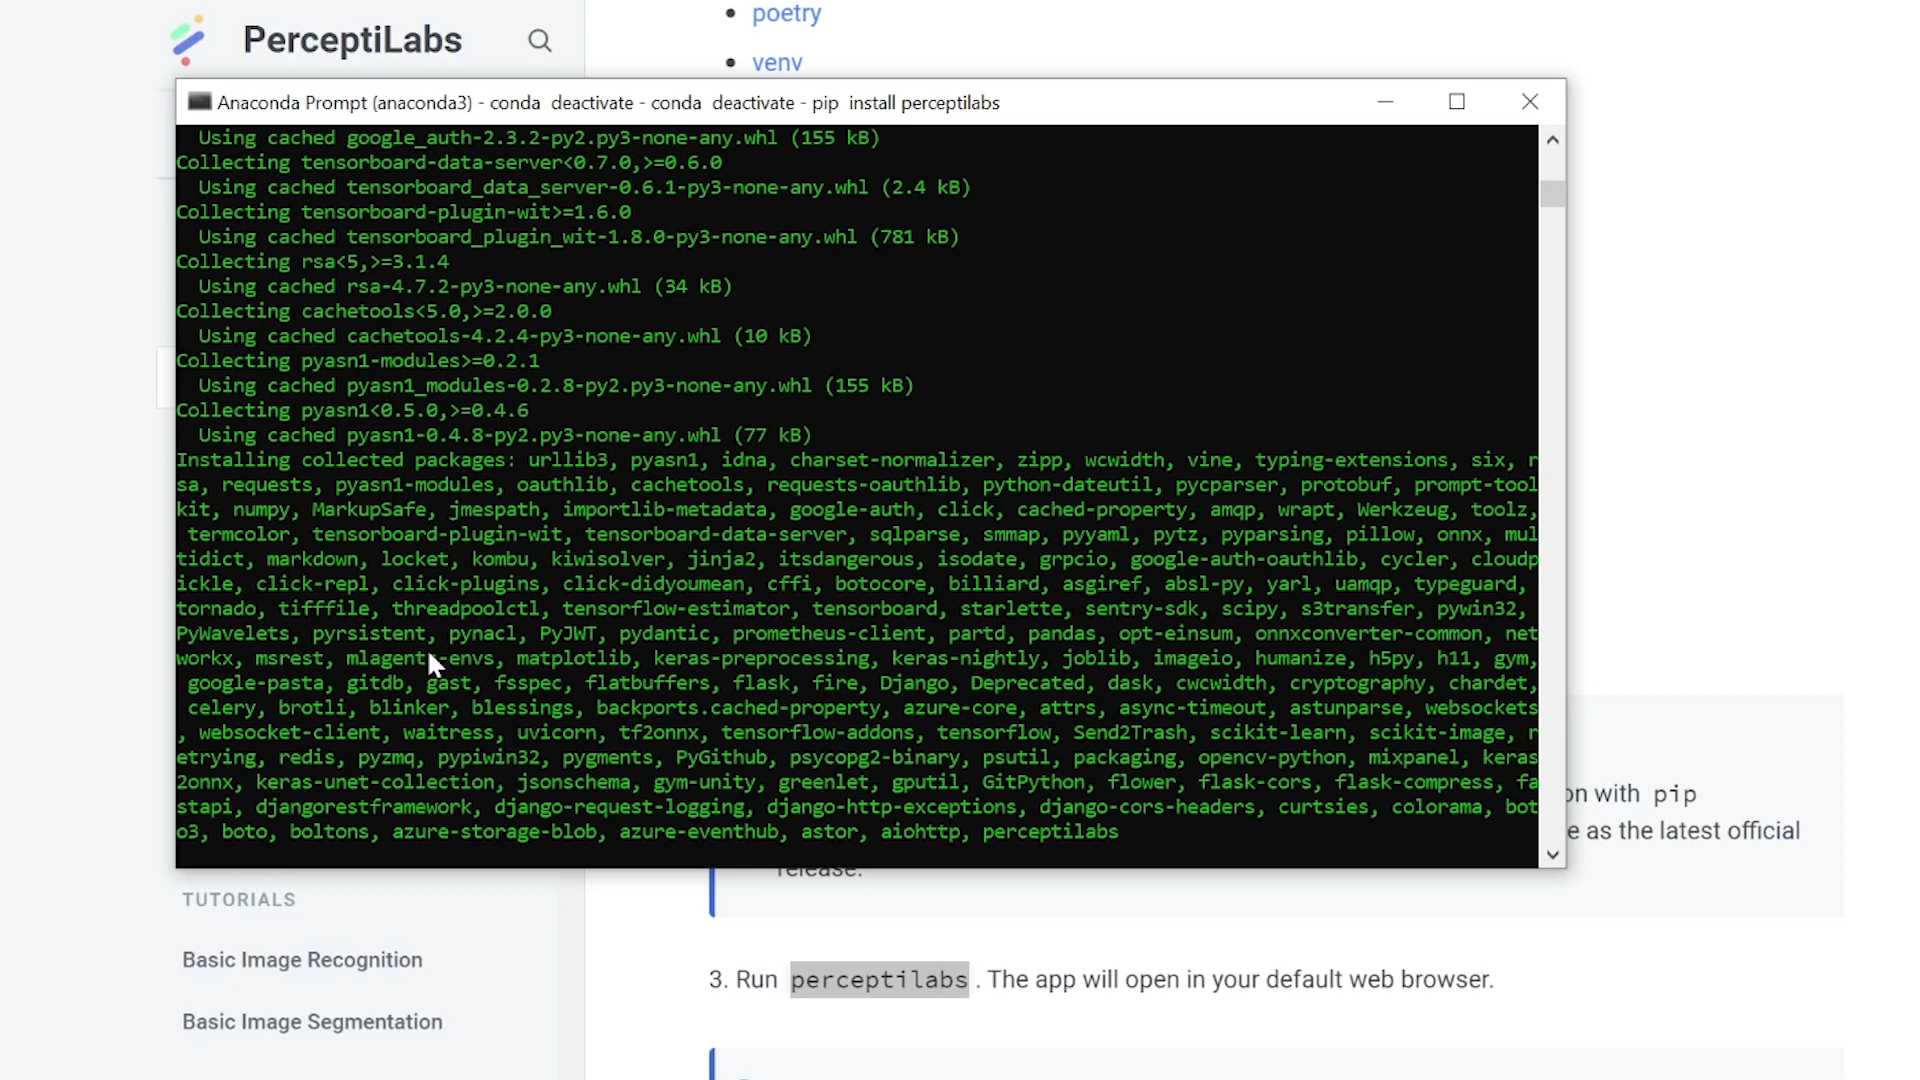 PerceptiLabs
poetry
venv
Anaconda Prompt (anaconda3) - conda  deactivate - conda  deactivate - pip  install perceptilabs
Using cached google_auth-2.3.2-py2.py3-none-any.whl (155 kB)
Collecting tensorboard-data-server<0.7.0,>=0.6.0
Using cached tensorboard_data_server-0.6.1-py3-none-any.whl (2.4 kB)
Collecting tensorboard-plugin-wit>=1.6.0
Using cached tensorboard_plugin_wit-1.8.0-py3-none-any.whl (781 kB)
Collecting rsa<5,>=3.1.4
Using cached rsa-4.7.2-py3-none-any.whl (34 kB)
Collecting cachetools<5.0,>=2.0.0
Using cached cachetools-4.2.4-py3-none-any.whl (10 kB)
Collecting pyasn1-modules>=0.2.1
Using cached pyasn1_modules-0.2.8-py2.py3-none-any.whl (155 kB)
Collecting pyasn1<0.5.0,>=0.4.6
Using cached pyasn1-0.4.8-py2.py3-none-any.whl (77 kB)
Installing collected packages: urllib3, pyasn1, idna, charset-normalizer, zipp, wcwidth, vine, typing-extensions, six, r
sa, requests, pyasn1-modules, oauthlib, cachetools, requests-oauthlib, python-dateutil, pycparser, protobuf, prompt-tool
kit, numpy, MarkupSafe, jmespath, importlib-metadata, google-auth, click, cached-property, amqp, wrapt, Werkzeug, toolz,
termcolor, tensorboard-plugin-wit, tensorboard-data-server, sqlparse, smmap, pyyaml, pytz, pyparsing, pillow, onnx, mul
tidict, markdown, locket, kombu, kiwisolver, jinja2, itsdangerous, isodate, grpcio, google-auth-oauthlib, cycler, cloudp
ickle, click-repl, click-plugins, click-didyoumean, cffi, botocore, billiard, asgiref, absl-py, yarl, uamqp, typeguard,
tornado, tifffile, threadpoolctl, tensorflow-estimator, tensorboard, starlette, sentry-sdk, scipy, s3transfer, pywin32,
PyWavelets, pyrsistent, pynacl, PyJWT, pydantic, prometheus-client, partd, pandas, opt-einsum, onnxconverter-common, net
workx, msrest, mlagents-envs, matplotlib, keras-preprocessing, keras-nightly, joblib, imageio, humanize, h5py, h11, gym,
google-pasta, gitdb, gast, fsspec, flatbuffers, flask, fire, Django, Deprecated, dask, cwcwidth, cryptography, chardet,
celery, brotli, blinker, blessings, backports.cached-property, azure-core, attrs, async-timeout, astunparse, websockets
, websocket-client, waitress, uvicorn, tf2onnx, tensorflow-addons, tensorflow, Send2Trash, scikit-learn, scikit-image, r
etrying, redis, pyzmq, pypiwin32, pygments, PyGithub, psycopg2-binary, psutil, packaging, opencv-python, mixpanel, keras
2onnx, keras-unet-collection, jsonschema, gym-unity, greenlet, gputil, GitPython, flower, flask-cors, flask-compress, fa
stapi, djangorestframework, django-request-logging, django-http-exceptions, django-cors-headers, curtsies, colorama, bot
o3, boto, boltons, azure-storage-blob, azure-eventhub, astor, aiohttp, perceptilabs
on with pip
e as the latest official
release.
TUTORIALS
Basic Image Recognition
Basic Image Segmentation
3. Run perceptilabs . The app will open in your default web browser.